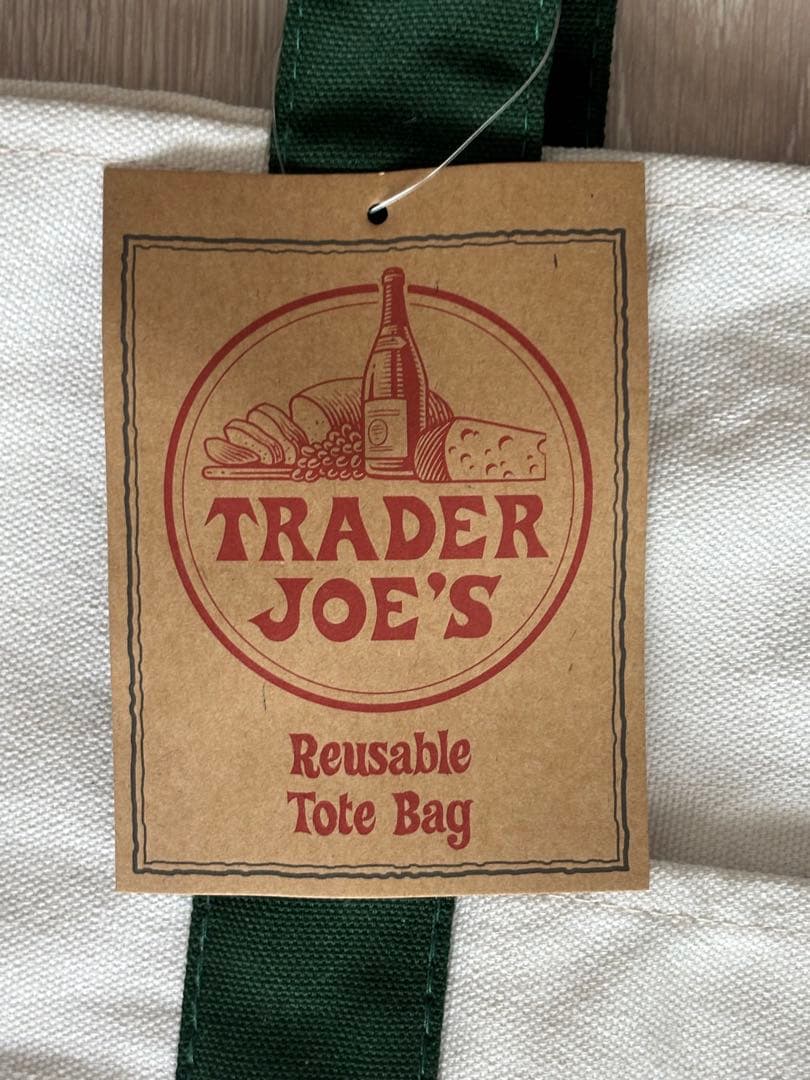 TRADER
JOE'S
Reusable
Tote Bag